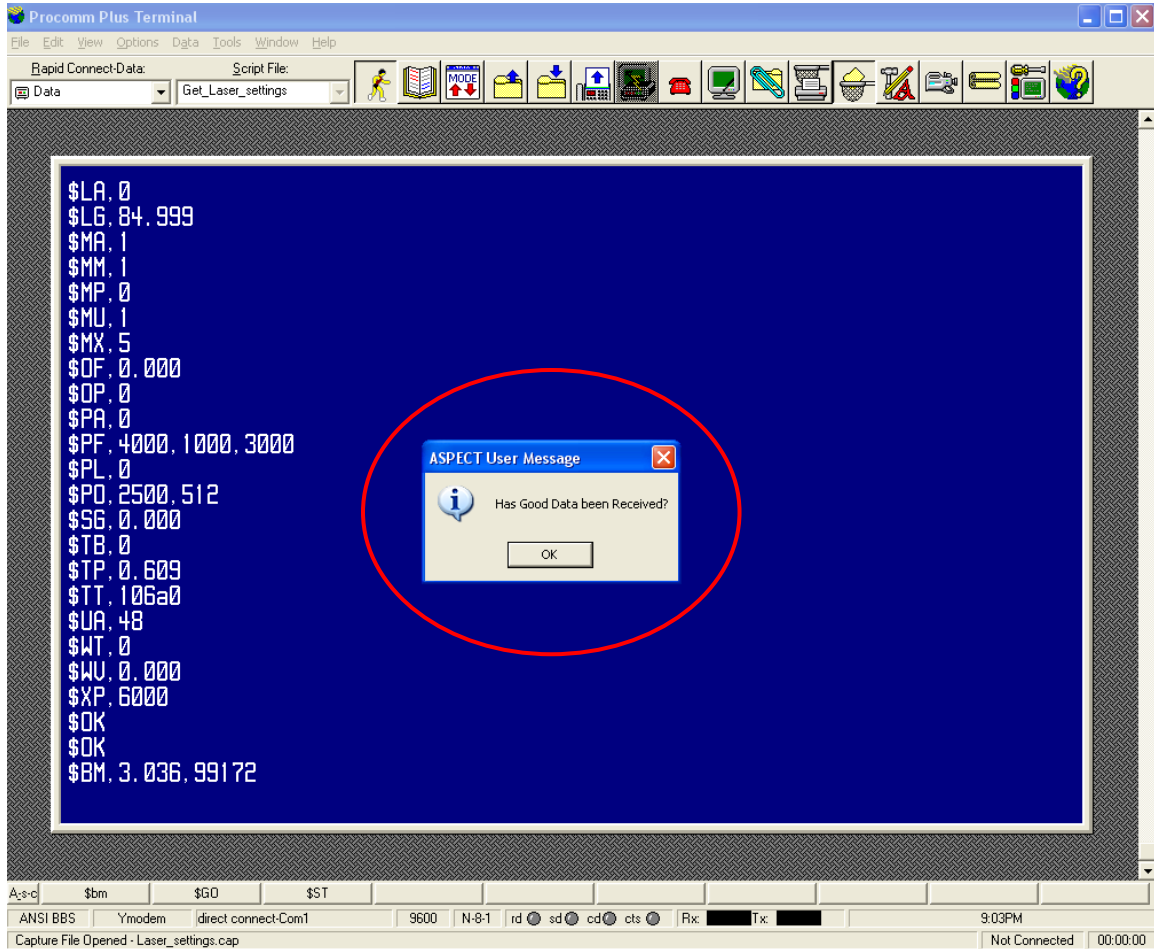 Procomm Plus Terminal
File Edit View Options Data Tools Window Help
Rapid Connect-Data: Script File:
Data Get_Laser_settings
MODE
$LA,0
$LG,84.999
$MA,1
$MM,1
$MP,0
$MU,1
$MX,5
$OF,0.000
$OP,0
$PA,0
$PF,4000,1000,3000
$PL,0
$PO,2500,512
$SG,0.000
$TB,0
$TP,0.609
$TT,106a0
$UA,48
$WT,0
$WU,0.000
$XP,6000
$OK
$OK
$BM,3.036,99172
ASPECT User Message
Has Good Data been Received?
OK
A-s-c $bm $GO $ST
ANSI BBS Ymodem direct connect-Com1 9600 N-8-1 rd sd cd cts Rx: Tx: 9:03PM
Capture File Opened - Laser_settings.cap Not Connected 00:00:00